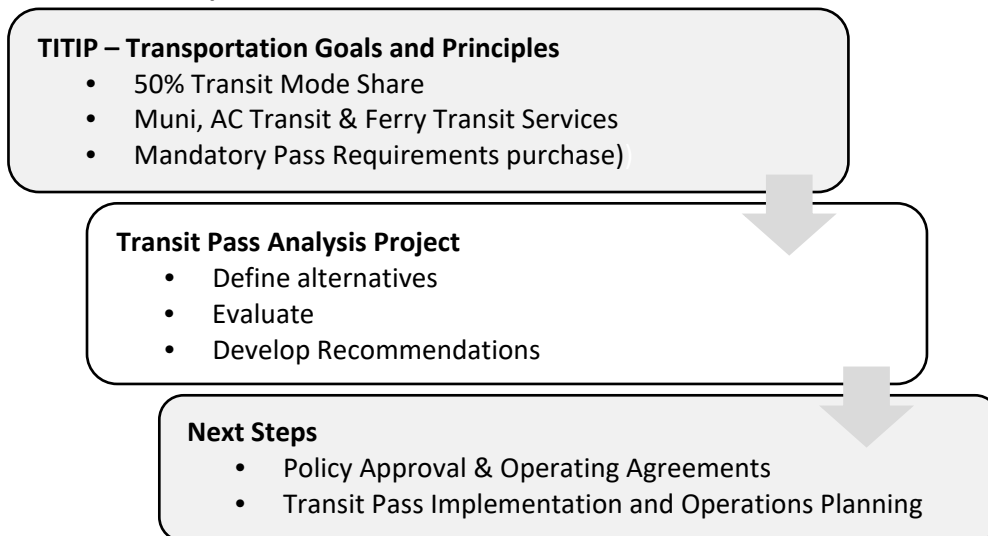 TITIP – Transportation Goals and Principles
• 50% Transit Mode Share
• Muni, AC Transit & Ferry Transit Services
• Mandatory Pass Requirements purchase)
Transit Pass Analysis Project
• Define alternatives
• Evaluate
• Develop Recommendations
Next Steps
• Policy Approval & Operating Agreements
• Transit Pass Implementation and Operations Planning